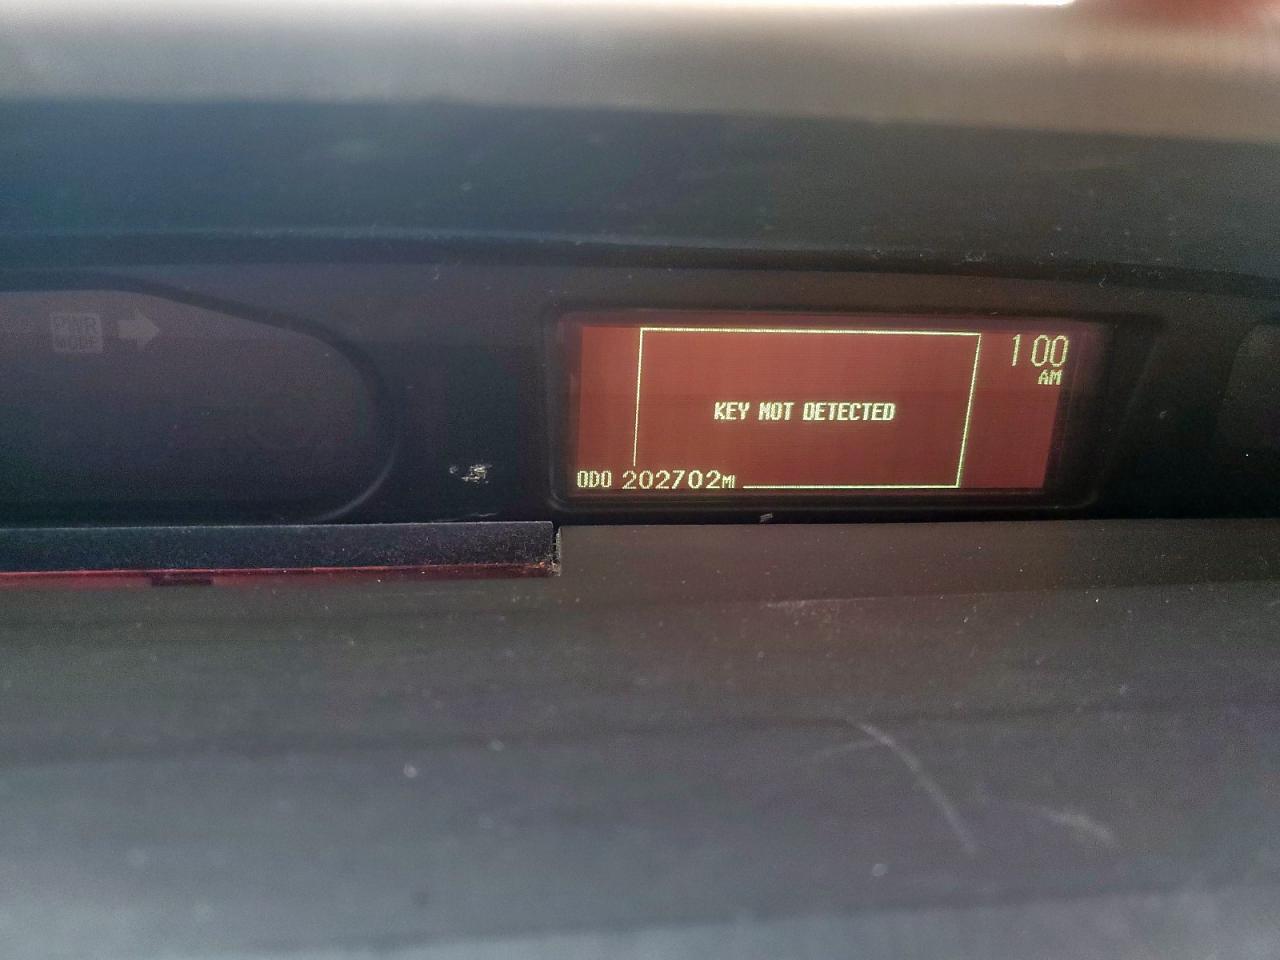 PWR
MODE
1 00
AM
KEY NOT DETECTED
ODO 202702MI